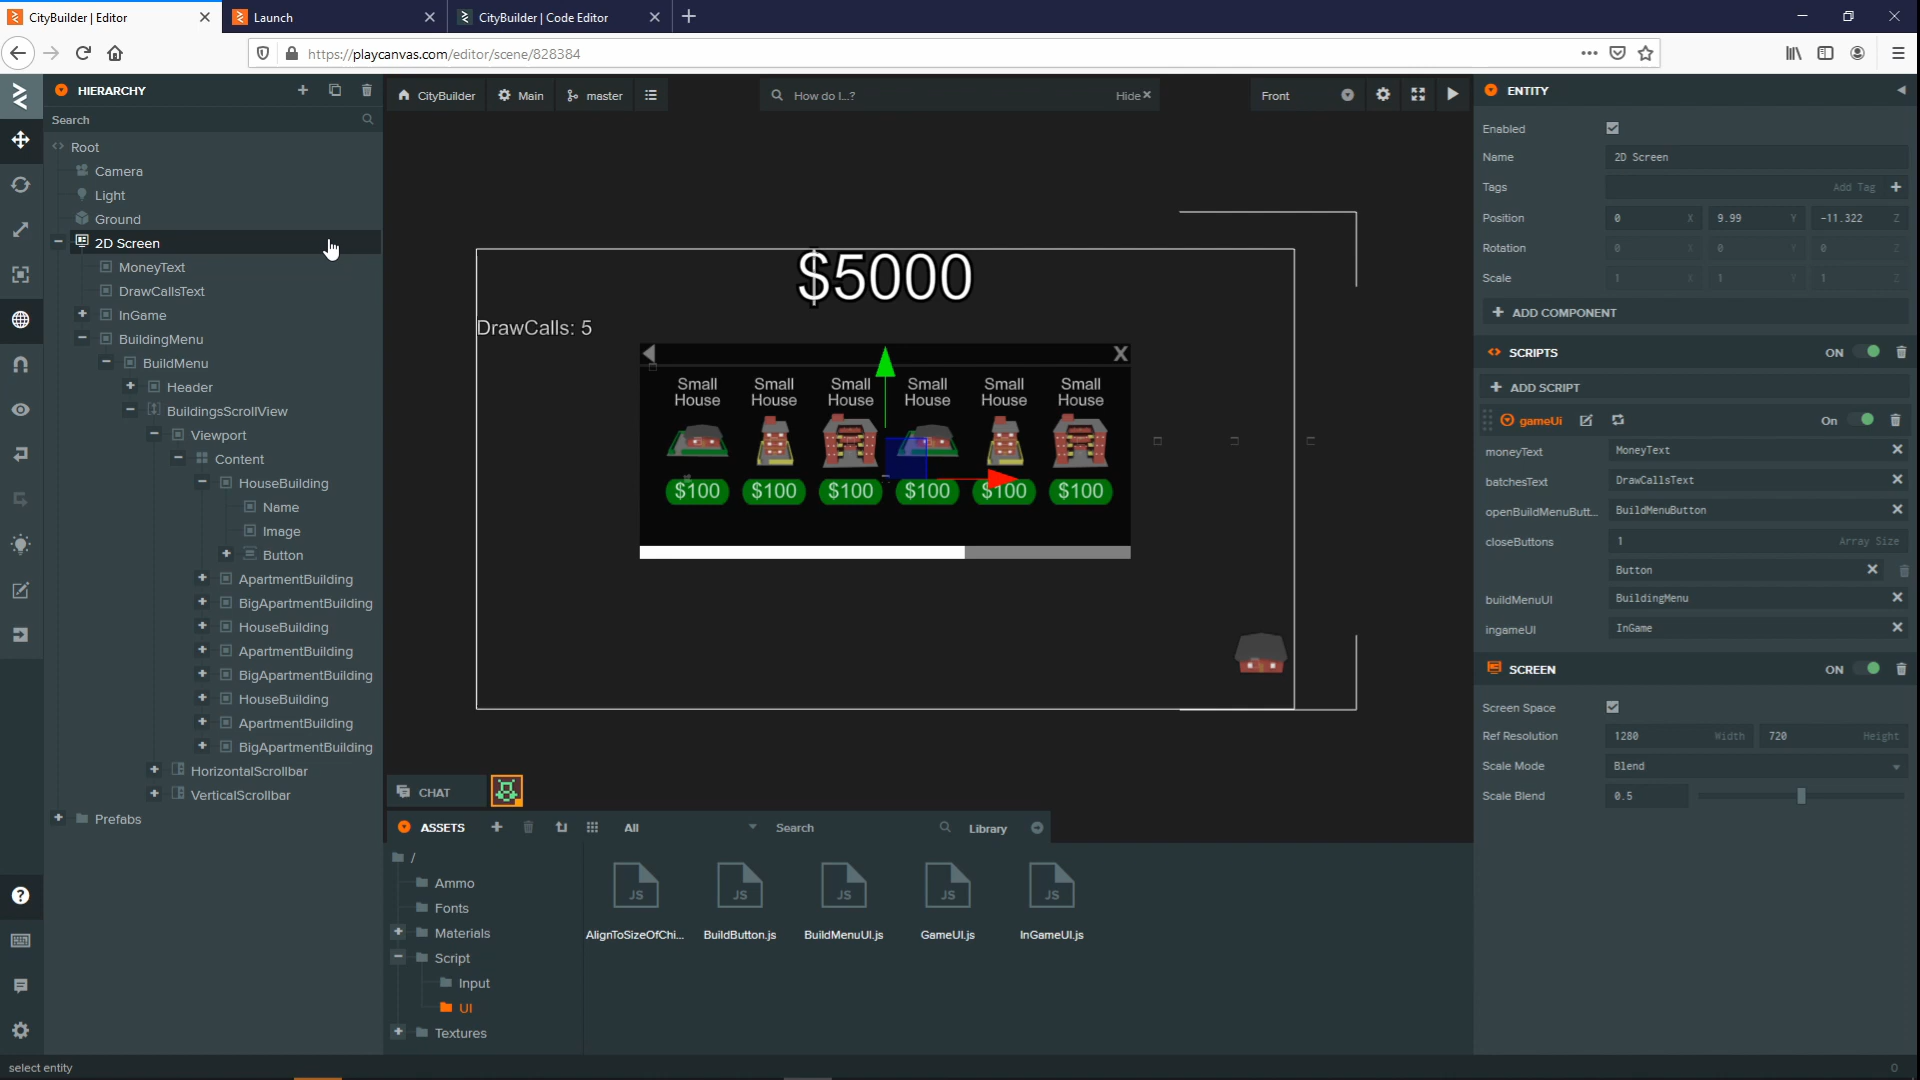 CityBuilder | Editor
Launch
CityBuilder | Code Editor
https://playcanvas.com/editor/scene/828384
HIERARCHY
Search
Root
Camera
Light
Ground
2D Screen
MoneyText
DrawCallsText
InGame
BuildingMenu
BuildMenu
Header
BuildingsScrollView
Viewport
Content
HouseBuilding
Name
Image
Button
ApartmentBuilding
BigApartmentBuilding
HouseBuilding
ApartmentBuilding
BigApartmentBuilding
HouseBuilding
ApartmentBuilding
BigApartmentBuilding
HorizontalScrollbar
VerticalScrollbar
Prefabs
select entity
CityBuilder
Main
master
How do I...?
Hide
Front
$5000
DrawCalls: 5
X
Small House
Small House
Small House
Small House
Small House
Small House
$100
$100
$100
$100
$100
$100
CHAT
ASSETS
All
Search
Library
/
Ammo
Fonts
Materials
Script
Input
UI
Textures
JS
JS
JS
JS
JS
AlignToSizeOfChi...
BuildButton.js
BuildMenuUI.js
GameUI.js
InGameUI.js
ENTITY
Enabled
Name
2D Screen
Tags
Add Tag
Position
0 X
9.99 Y
-11.322 Z
Rotation
0 X
0 Y
0 Z
Scale
1 X
1 Y
1 Z
ADD COMPONENT
SCRIPTS
ON
ADD SCRIPT
gameUi
On
moneyText
MoneyText
batchesText
DrawCallsText
openBuildMenuButt...
BuildMenuButton
closeButtons
1
Array Size
Button
buildMenuUI
BuildingMenu
ingameUI
InGame
SCREEN
ON
Screen Space
Ref Resolution
1280 Width
720 Height
Scale Mode
Blend
Scale Blend
0.5
0